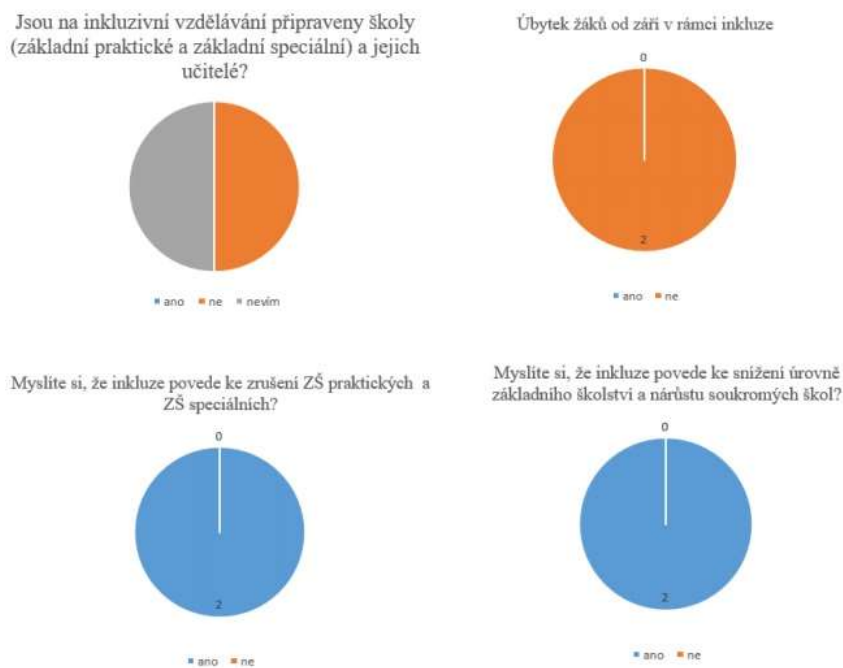 Jsou na inkluzivní vzdělávání připraveny školy
(základní praktické a základní speciální) a jejich
učitelé?
ano ne nevím
Úbytek žáků od září v rámci inkluze
0
2
ano ne
Myslíte si, že inkluze povede ke zrušení ZŠ praktických a
ZŠ speciálních?
0
2
ano ne
Myslíte si, že inkluze povede ke snížení úrovně
základního školství a nárůstu soukromých škol?
0
2
ano ne